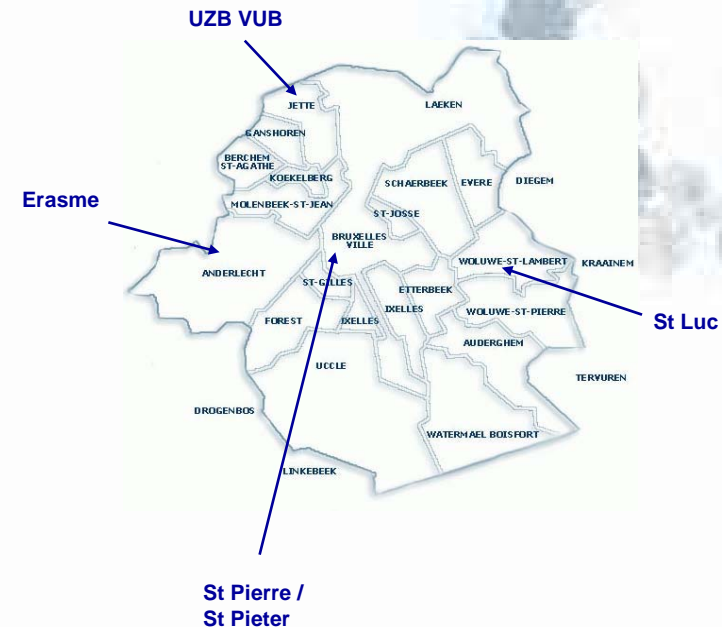 UZB VUB
JETTE
LAEKEN
GANSHOREN
BERCHEM
ST-AGATHE
KOEKELBERG
SCHAERBEEK
EVERE
DIEGEM
Erasme
MOLENBEEK-ST-JEAN
ST-JOSSE
BRUXELLES
VILLE
WOLUWE-ST-LAMBERT
KRAAINEM
ANDERLECHT
ST-GILLES
ETTERBEEK
IXELLES
WOLUWE-ST-PIERRE
FOREST
IXELLES
St Luc
AUDERGHEM
UCCLE
TERVUREN
DROGENBOS
WATERMAEL BOISFORT
LINKEBEEK
St Pierre /
St Pieter